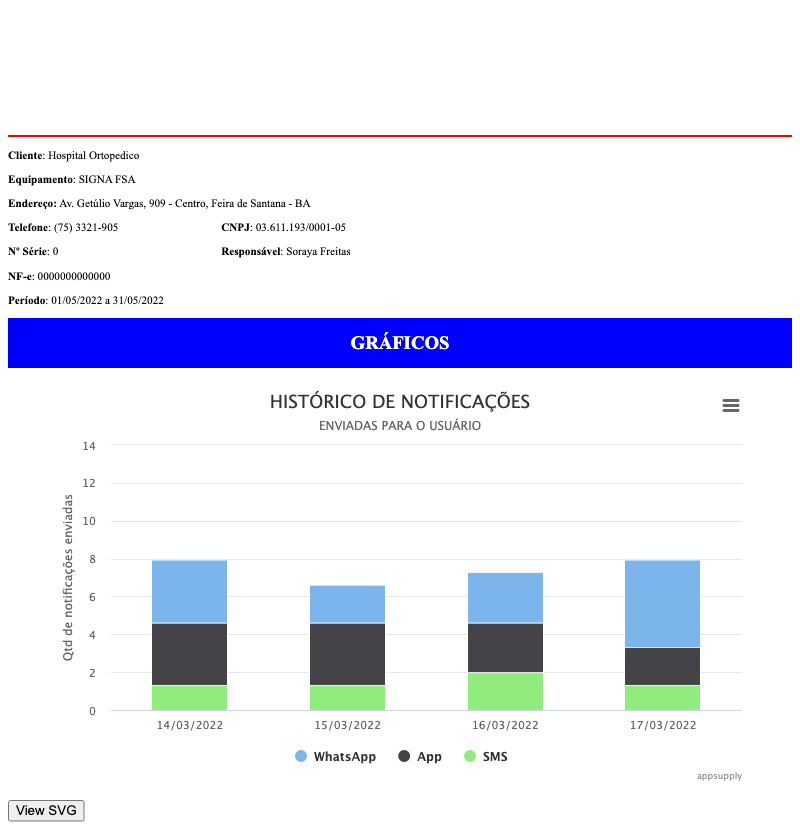 Cliente: Hospital Ortopedico
Equipamento: SIGNA FSA
Endereço: Av. Getúlio Vargas, 909 - Centro, Feira de Santana - BA
Telefone: (75) 3321-905 CNPJ: 03.611.193/0001-05
Nº Série: 0 Responsável: Soraya Freitas
NF-e: 0000000000000
Período: 01/05/2022 a 31/05/2022
GRÁFICOS
HISTÓRICO DE NOTIFICAÇÕES
ENVIADAS PARA O USUÁRIO
Qtd de notificações enviadas
14
12
10
8
6
4
2
0
14/03/2022 15/03/2022 16/03/2022 17/03/2022
WhatsApp App SMS
appsupply
View SVG